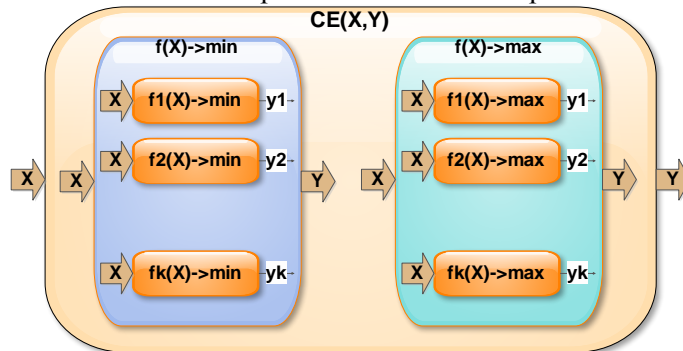 CE(X,Y)
f(X)->min
f(X)->max
X f1(X)->min y1
X f1(X)->max y1
X f2(X)->min y2
X f2(X)->max y2
X X Y X Y Y
X fk(X)->min yk
X fk(X)->max yk